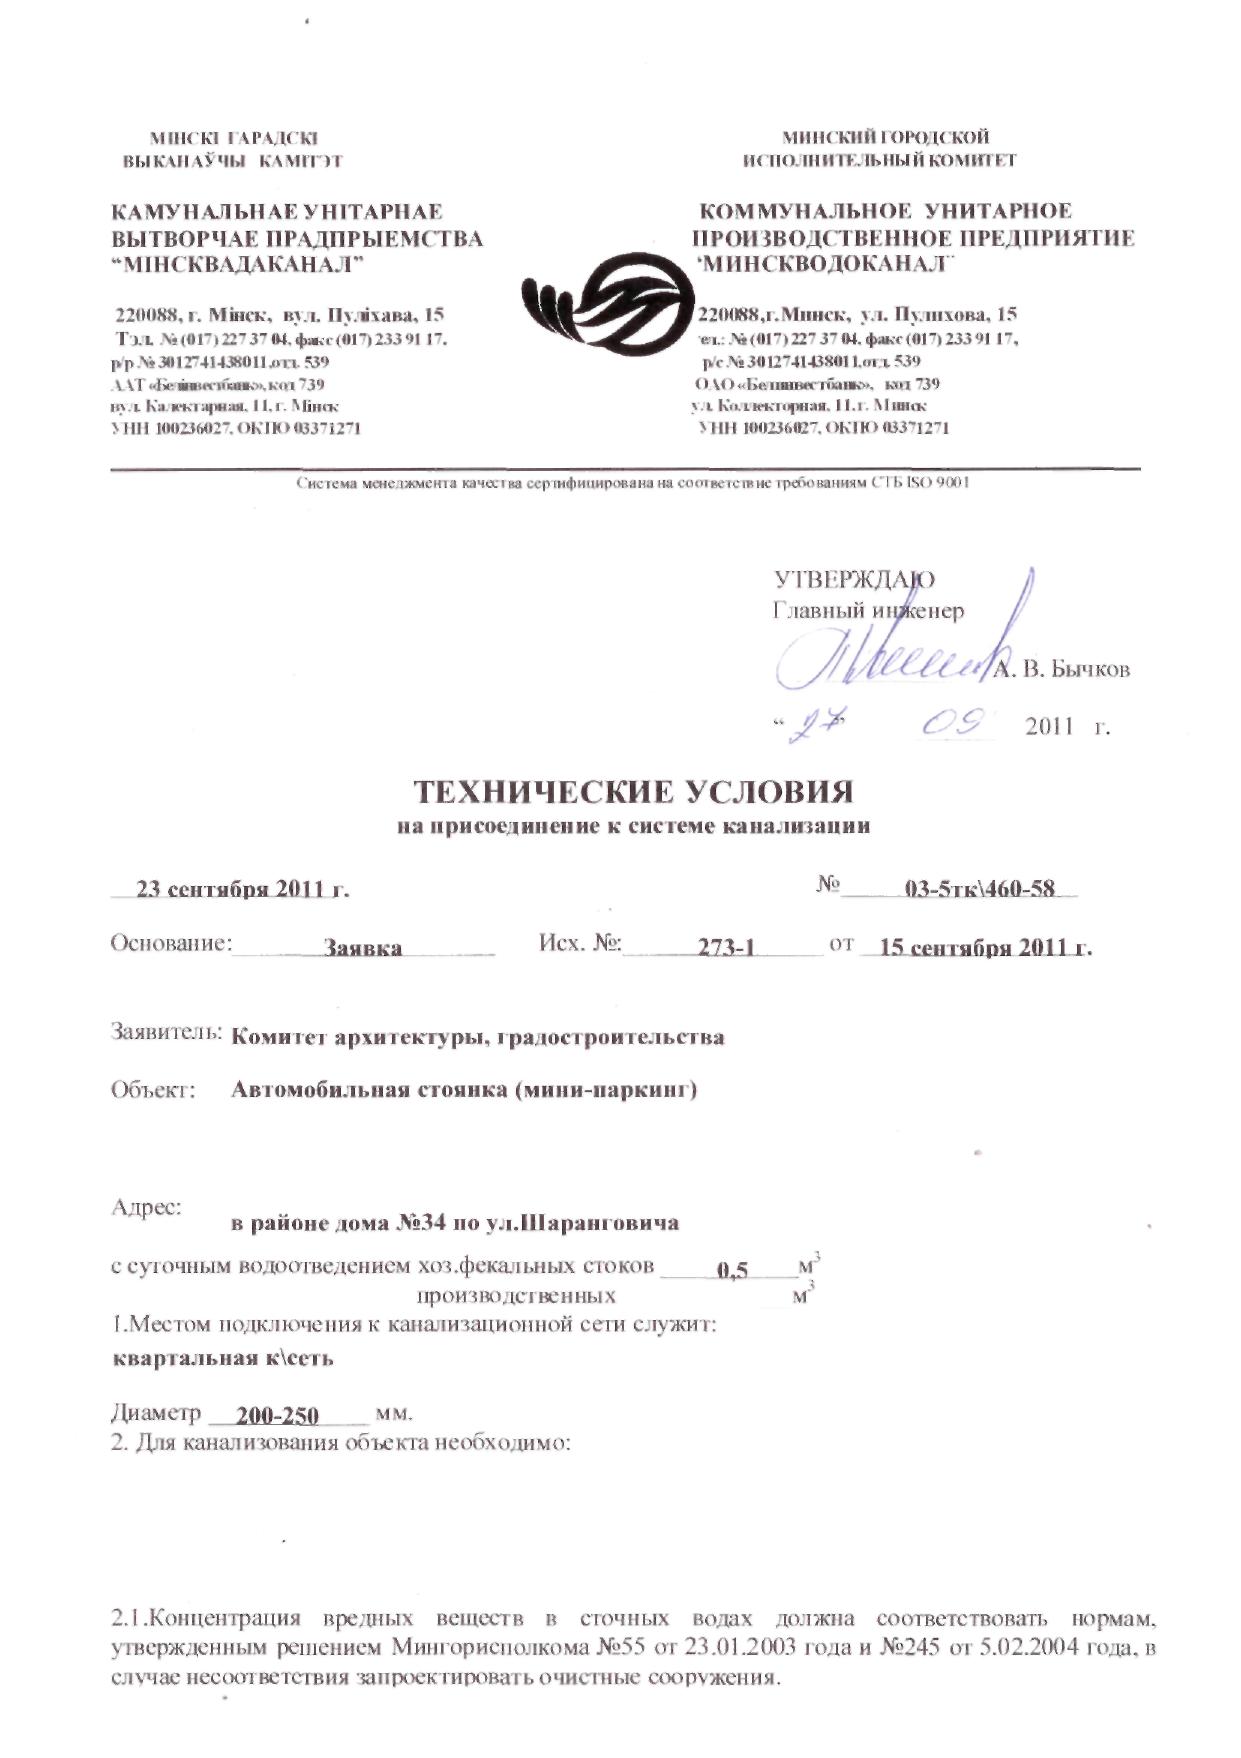 МІНСКІ ГАРАДСКІ
ВЫКАНАЎЧЫ КАМІТЭТ
КАМУНАЛЬНАЕ УНІТАРНАЕ
ВЫТВОРЧАЕ ПРАДПРЫЕМСТВА
“МІНСКВАДАКАНАЛ”
220088, г. Мінск, вул. Пуліхава, 15
Тэл. №(017) 227 37 04, факс (017) 233 91 17,
р/р № 3012741438011,отд. 539
ААТ «Белінвестбанк», код 739
вул. Калектарная, 11, г. Мінск
УНН 100236027, ОКПО 03371271
МИНСКИЙ ГОРОДСКОЙ
ИСПОЛНИТЕЛЬНЫЙ КОМИТЕТ
КОММУНАЛЬНОЕ УНИТАРНОЕ
ПРОИЗВОДСТВЕННОЕ ПРЕДПРИЯТИЕ
"МИНСКВОДОКАНАЛ"
220088,г.Минск, ул. Пулихова, 15
ел.: №(017) 227 37 04, факс (017) 233 91 17,
р/с № 3012741438011,отд. 539
ОАО «Белинвестбанк», код 739
ул. Коллекторная, 11,г. Минск
УНН 100236027, ОКПО 03371271
Система менеджмента качества сертифицирована на соответствие требованиям СТБ ISO 9001
УТВЕРЖДАЮ
Главный инженер
А. В. Бычков
“ 27 ” 09 2011 г.
ТЕХНИЧЕСКИЕ УСЛОВИЯ
на присоединение к системе канализации
23 сентября 2011 г. № 03-5тк\460-58
Основание: Заявка Исх. №: 273-1 от 15 сентября 2011 г.
Заявитель: Комитет архитектуры, градостроительства
Объект: Автомобильная стоянка (мини-паркинг)
Адрес:
в районе дома №34 по ул.Шаранговича
с суточным водоотведением хоз.фекальных стоков 0,5 м³
производственных м³
1.Местом подключения к канализационной сети служит:
квартальная к\сеть
Диаметр 200-250 мм.
2. Для канализования объекта необходимо:
2.1.Концентрация вредных веществ в сточных водах должна соответствовать нормам,
утвержденным решением Мингорисполкома №55 от 23.01.2003 года и №245 от 5.02.2004 года, в
случае несоответствия запроектировать очистные сооружения.